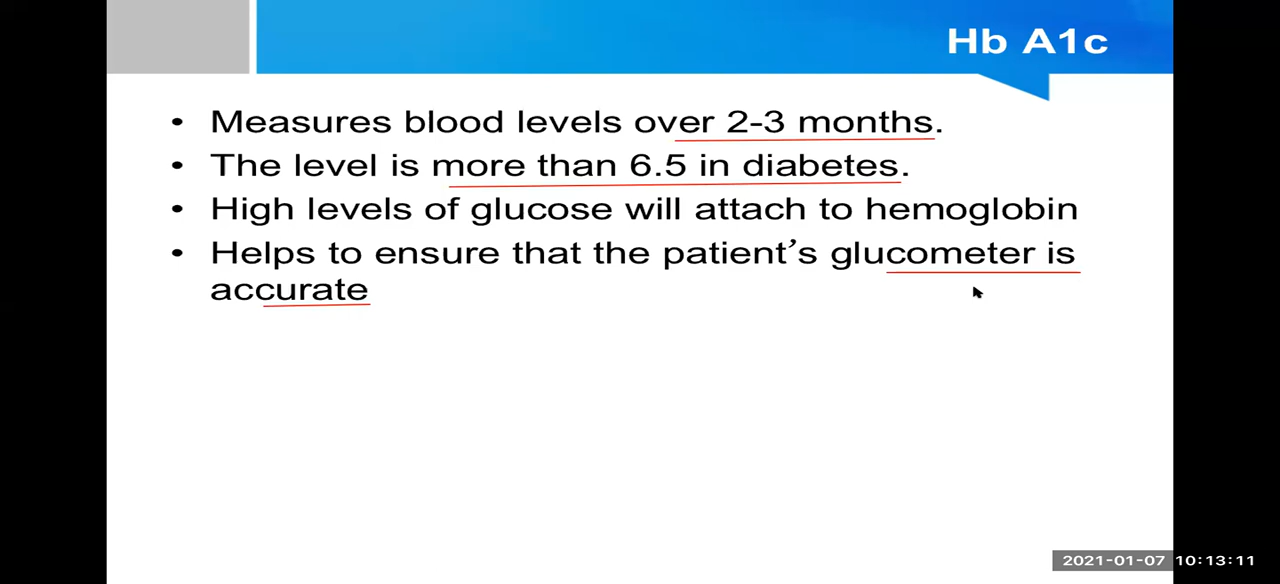 Hb A1c
• Measures blood levels over 2-3 months.
• The level is more than 6.5 in diabetes.
• High levels of glucose will attach to hemoglobin
• Helps to ensure that the patient’s glucometer is
accurate
2021-01-07 10:13:11